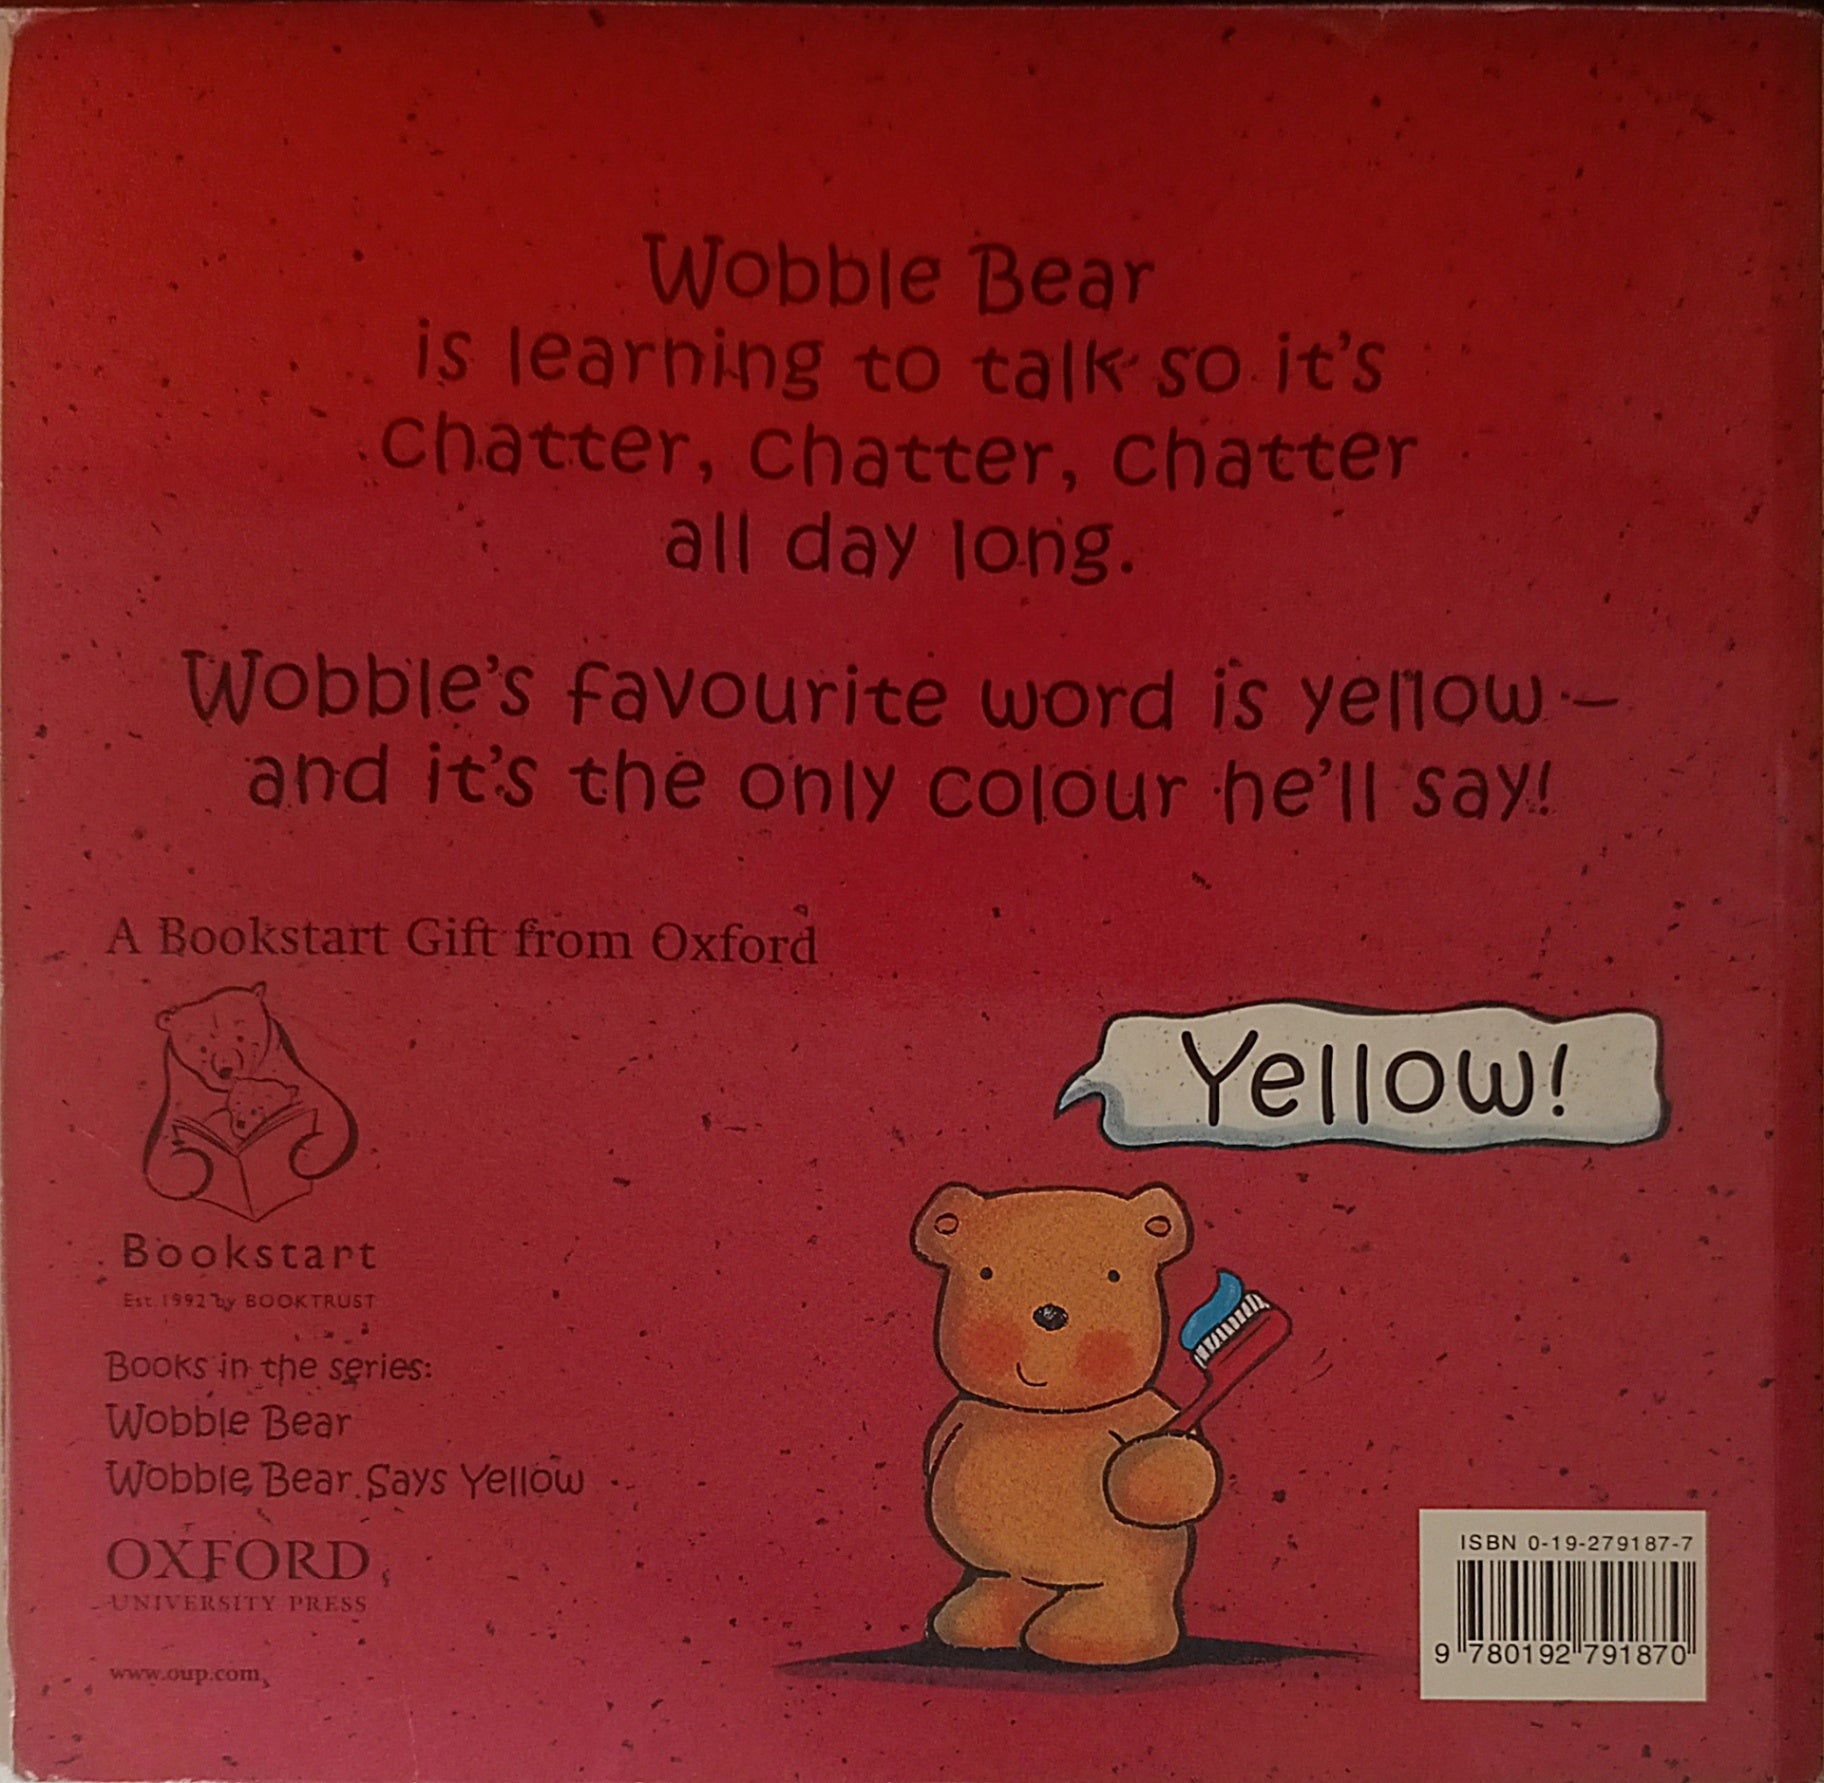 Wobble Bear
is learning to talk so it's
chatter, chatter, chatter
all day long.
Wobble's favourite word is yellow –
and it's the only colour he'll say!
A Bookstart Gift from Oxford
Bookstart
Est. 1992 by BOOKTRUST
Books in the series:
Wobble Bear
Wobble Bear Says Yellow
OXFORD
UNIVERSITY PRESS
www.oup.com
Yellow!
ISBN 0-19-279187-7
9 780192 791870